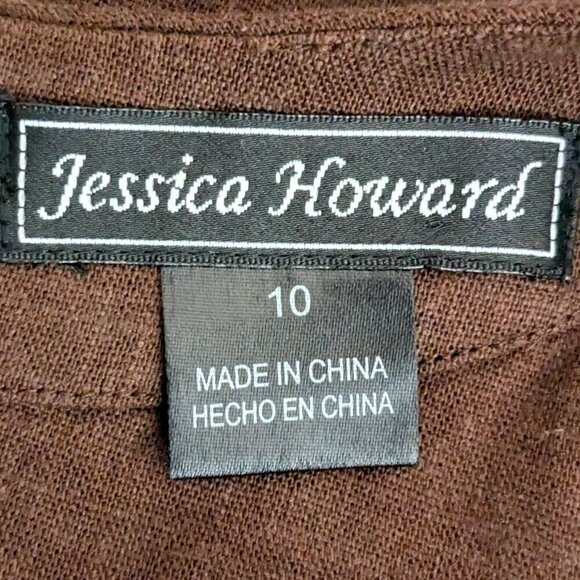 Jessica Howard
10
MADE IN CHINA
HECHO EN CHINA